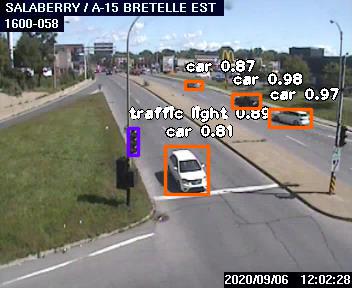 SALABERRY / A-15 BRETELLE EST
1600-058
car 0.87
car 0.98
car 0.97
traffic light 0.89
car 0.81
2020/09/06 12:02:28